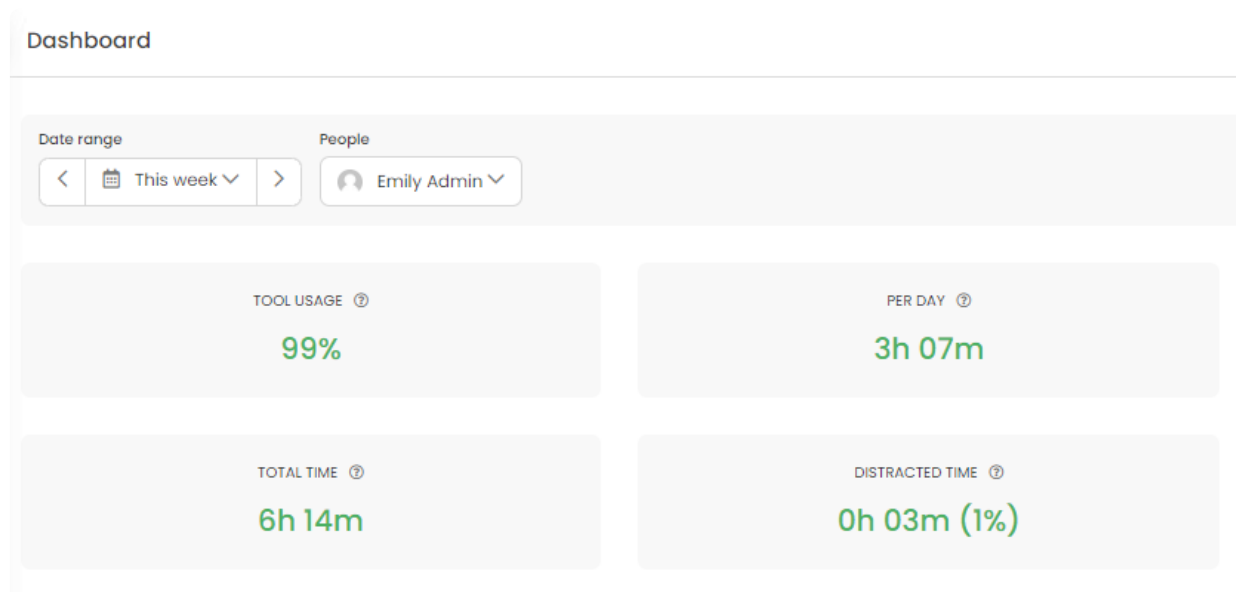 Dashboard
Date range
People
This week
Emily Admin
TOOL USAGE
99%
PER DAY
3h 07m
TOTAL TIME
6h 14m
DISTRACTED TIME
0h 03m (1%)